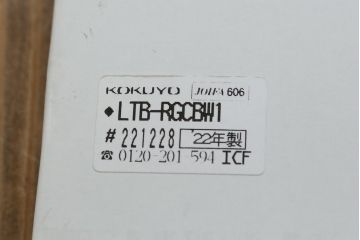 KOKUYO JOIFA 606
◆LTB-RGCBW1
#221228 '22年製
☎0120-201-594 ICF